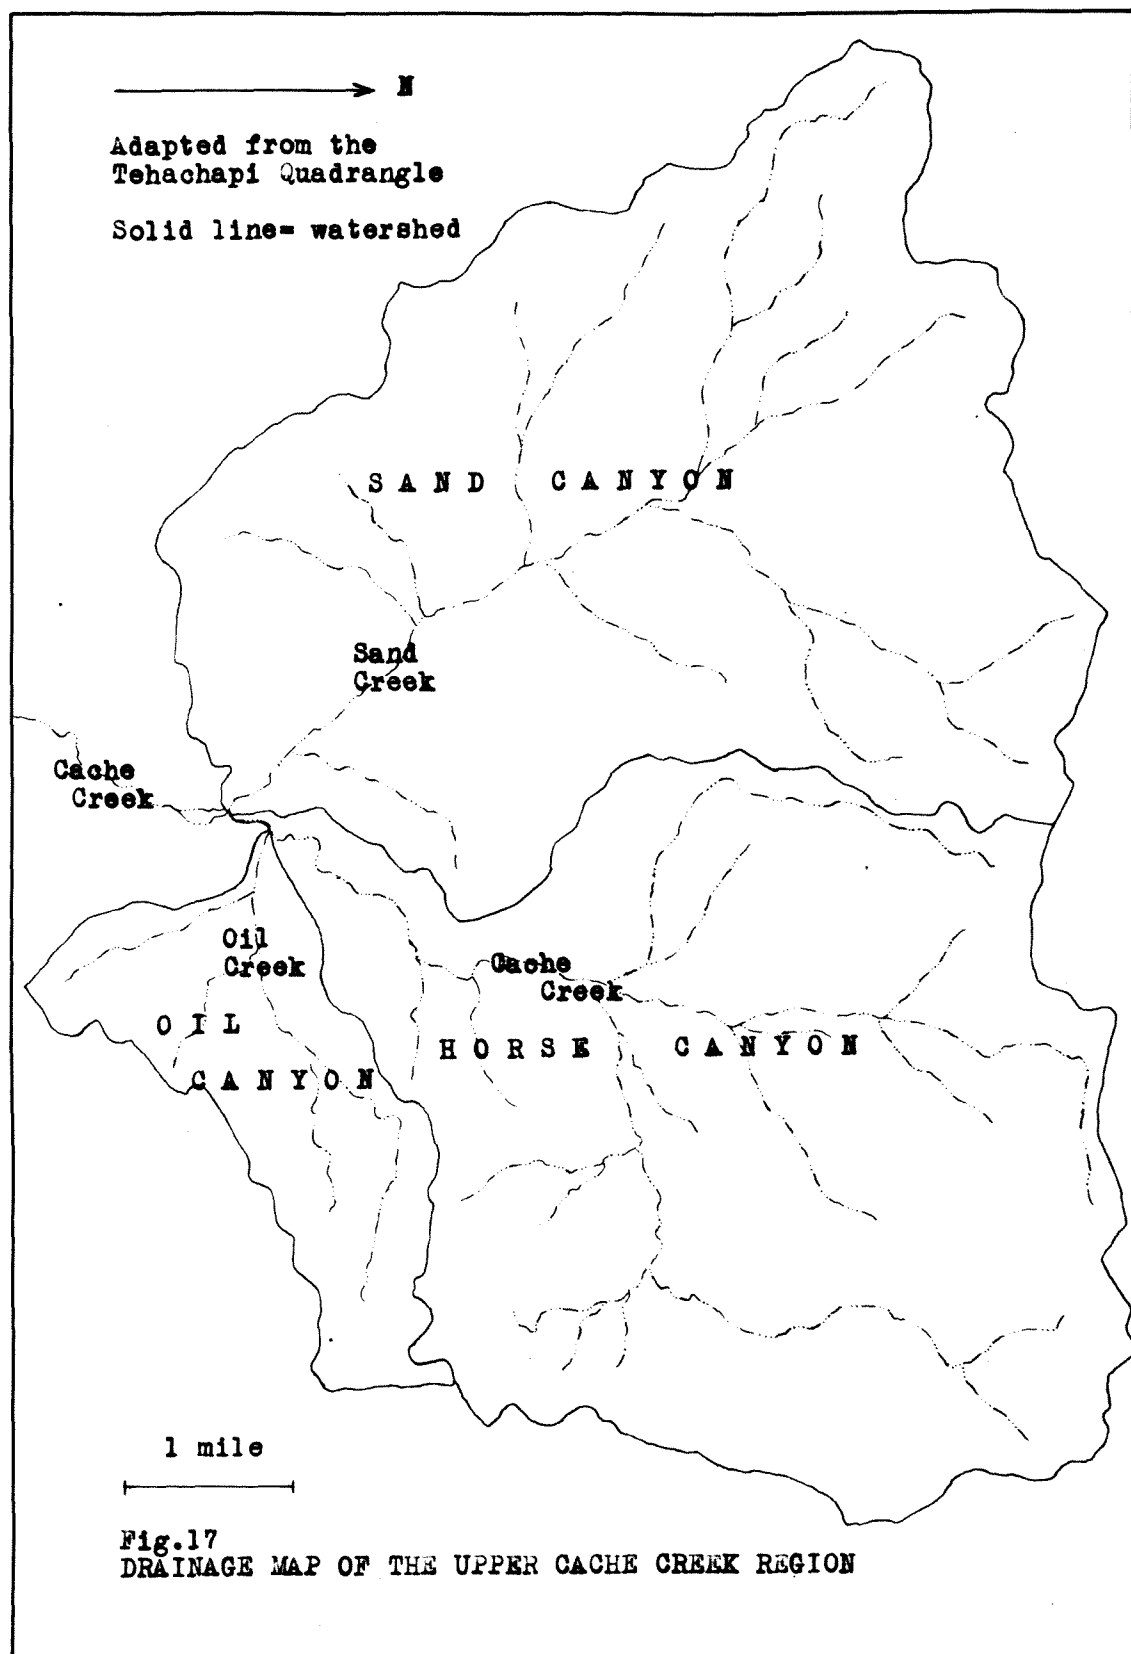 N
Adapted from the
Tehachapi Quadrangle
Solid line= watershed
SAND CANYON
Sand
Creek
Cache
Creek
Oil
Creek
Cache
Creek
OIL
CANYON
HORSE CANYON
1 mile
Fig.17
DRAINAGE MAP OF THE UPPER CACHE CREEK REGION